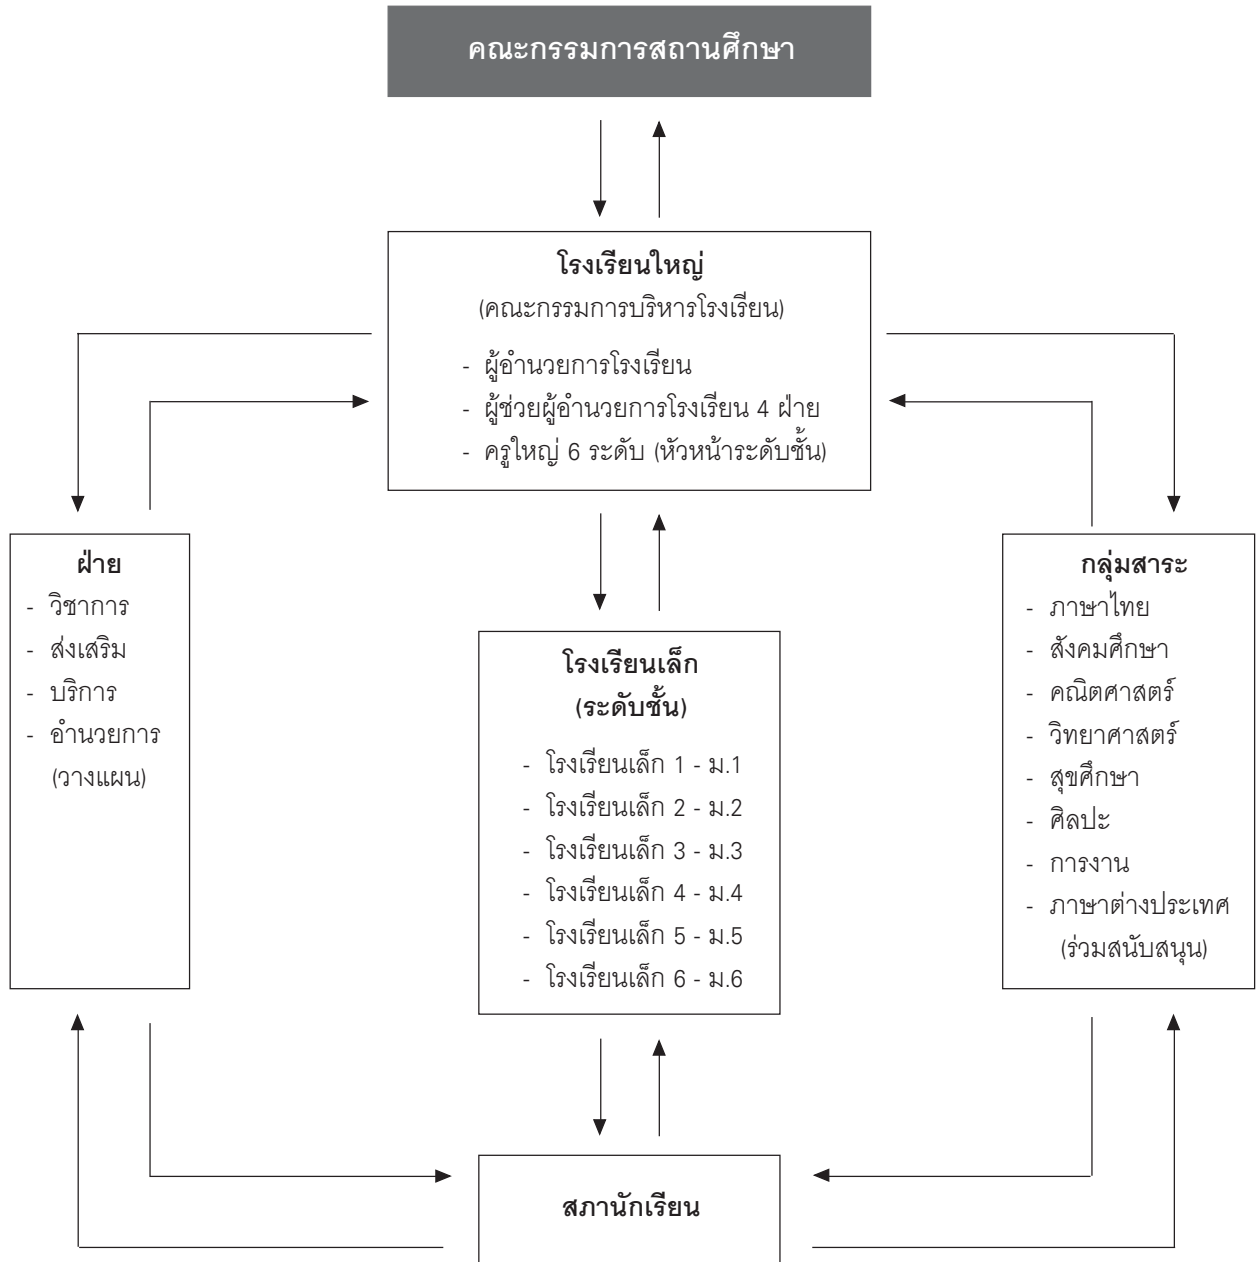 คณะกรรมการสถานศึกษา
โรงเรียนใหญ่
(คณะกรรมการบริหารโรงเรียน)
- ผู้อำนวยการโรงเรียน
- ผู้ช่วยผู้อำนวยการโรงเรียน 4 ฝ่าย
- ครูใหญ่ 6 ระดับ (หัวหน้าระดับชั้น)
ฝ่าย
- วิชาการ
- ส่งเสริม
- บริการ
- อำนวยการ
(วางแผน)
โรงเรียนเล็ก
(ระดับชั้น)
- โรงเรียนเล็ก 1 - ม.1
- โรงเรียนเล็ก 2 - ม.2
- โรงเรียนเล็ก 3 - ม.3
- โรงเรียนเล็ก 4 - ม.4
- โรงเรียนเล็ก 5 - ม.5
- โรงเรียนเล็ก 6 - ม.6
กลุ่มสาระ
- ภาษาไทย
- สังคมศึกษา
- คณิตศาสตร์
- วิทยาศาสตร์
- สุขศึกษา
- ศิลปะ
- การงาน
- ภาษาต่างประเทศ
(ร่วมสนับสนุน)
สภานักเรียน